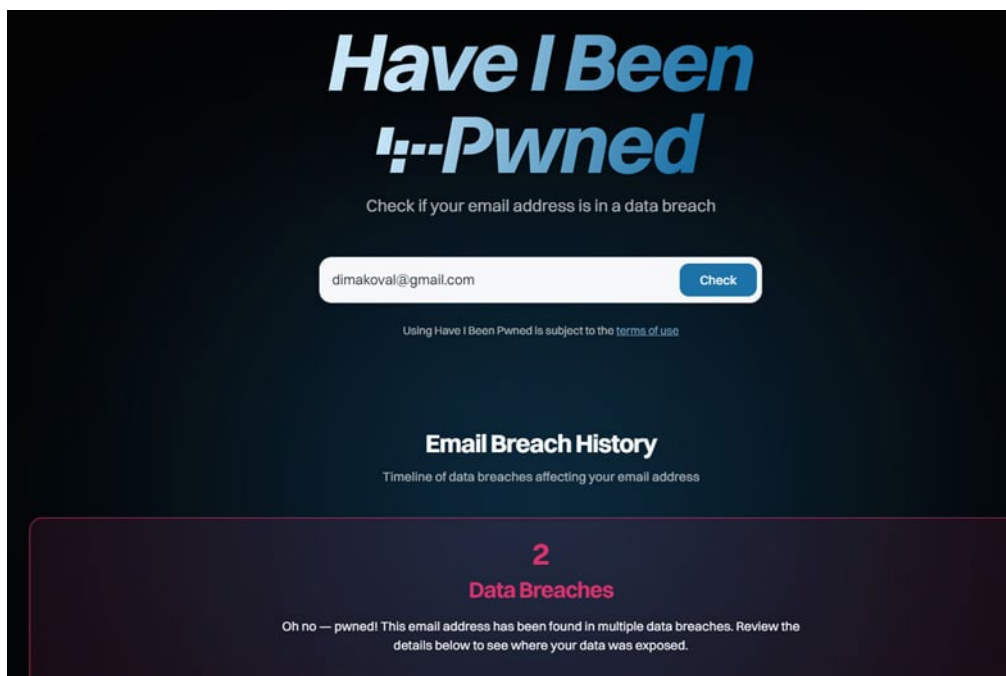 Have I Been
Pwned
Check if your email address is in a data breach
dimakoval@gmail.com
Check
Using Have I Been Pwned is subject to the terms of use
Email Breach History
Timeline of data breaches affecting your email address
2
Data Breaches
Oh no — pwned! This email address has been found in multiple data breaches. Review the
details below to see where your data was exposed.